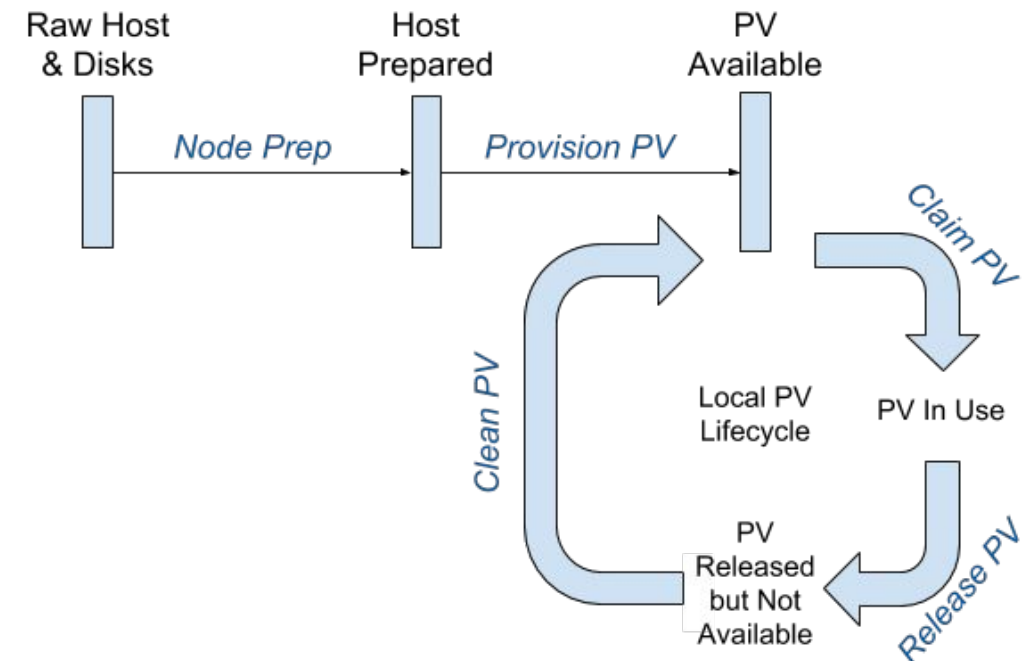 Raw Host
& Disks
Host
Prepared
PV
Available
Node Prep
Provision PV
Claim PV
Clean PV
Local PV
Lifecycle
PV In Use
PV
Released
but Not
Available
Release PV